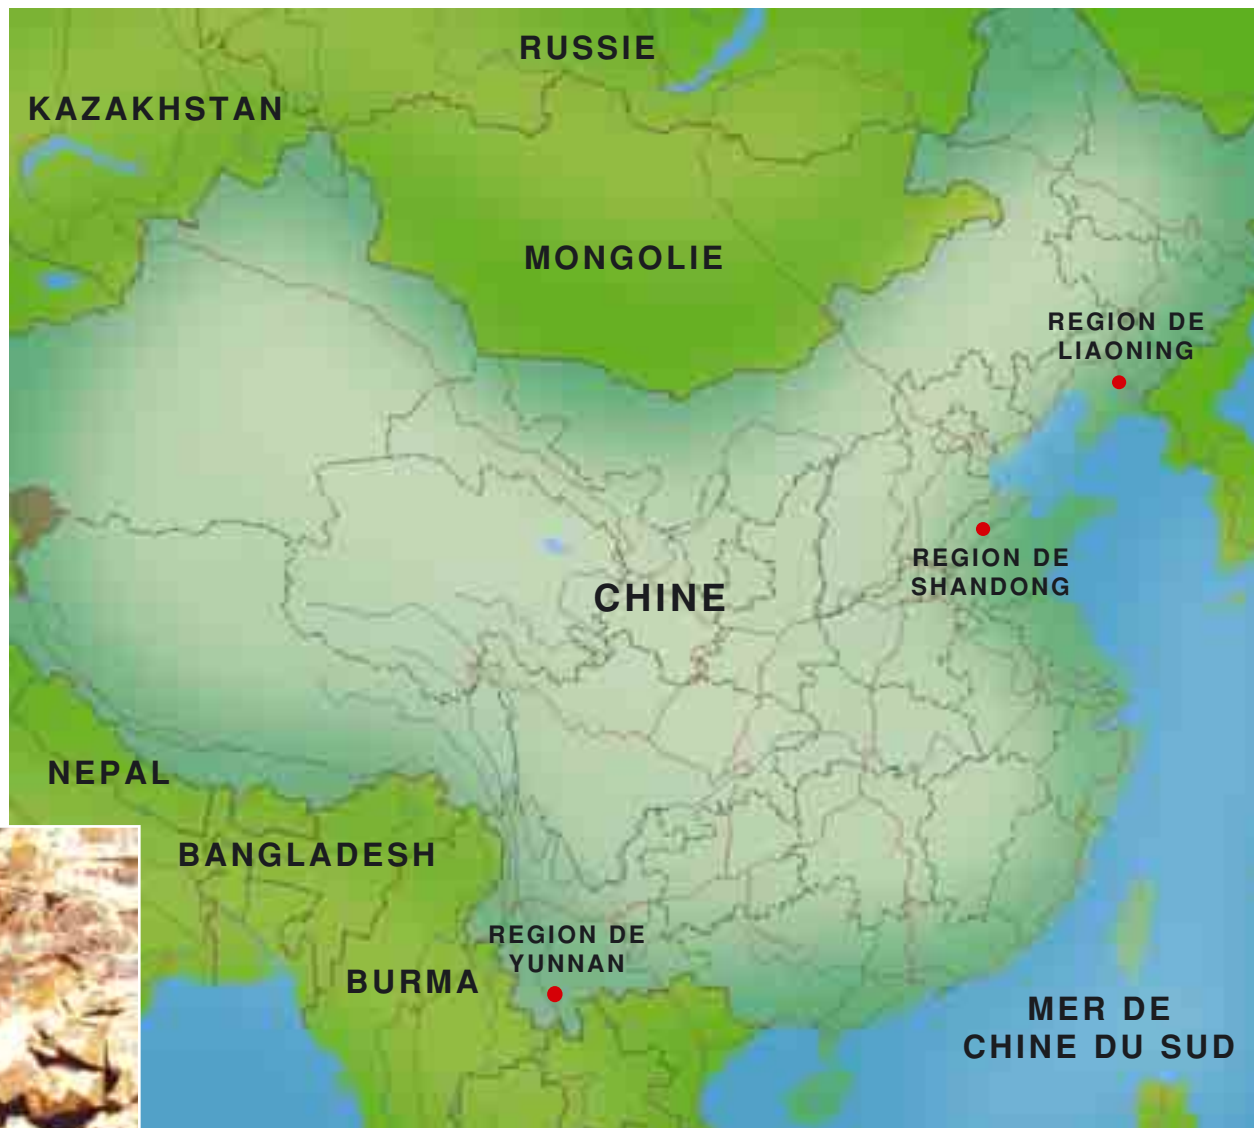 RUSSIE
KAZAKHSTAN
MONGOLIE
REGION DE
LIAONING
REGION DE
SHANDONG
CHINE
NEPAL
BANGLADESH
REGION DE
YUNNAN
BURMA
MER DE
CHINE DU SUD